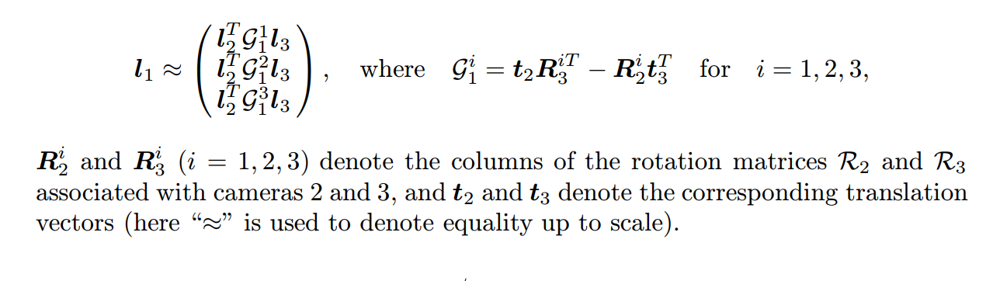 $$\boldsymbol{l}_1 \approx \begin{pmatrix} \boldsymbol{l}_2^T \mathcal{G}_1^1 \boldsymbol{l}_3 \\ \boldsymbol{l}_2^T \mathcal{G}_1^2 \boldsymbol{l}_3 \\ \boldsymbol{l}_2^T \mathcal{G}_1^3 \boldsymbol{l}_3 \end{pmatrix}, \quad \text{where} \quad \mathcal{G}_1^i = \boldsymbol{t}_2 \boldsymbol{R}_3^{iT} - \boldsymbol{R}_2^i \boldsymbol{t}_3^T \quad \text{for} \quad i = 1, 2, 3,$$
$\boldsymbol{R}_2^i$ and $\boldsymbol{R}_3^i$ ($i = 1, 2, 3$) denote the columns of the rotation matrices $\mathcal{R}_2$ and $\mathcal{R}_3$
associated with cameras 2 and 3, and $\boldsymbol{t}_2$ and $\boldsymbol{t}_3$ denote the corresponding translation
vectors (here “≈” is used to denote equality up to scale).